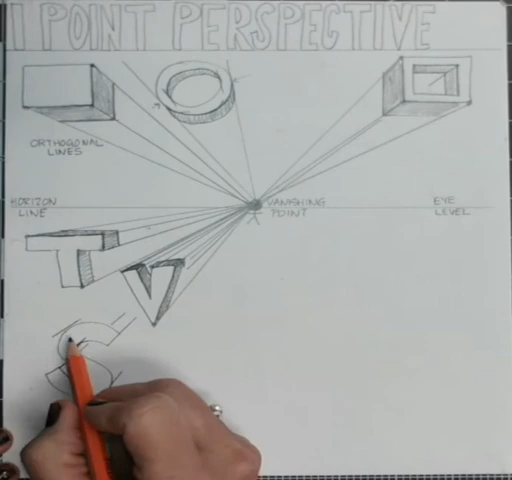 1 POINT PERSPECTIVE
ORTHOGONAL
LINES
HORIZON
LINE
VANISHING
POINT
EYE
LEVEL
T
V